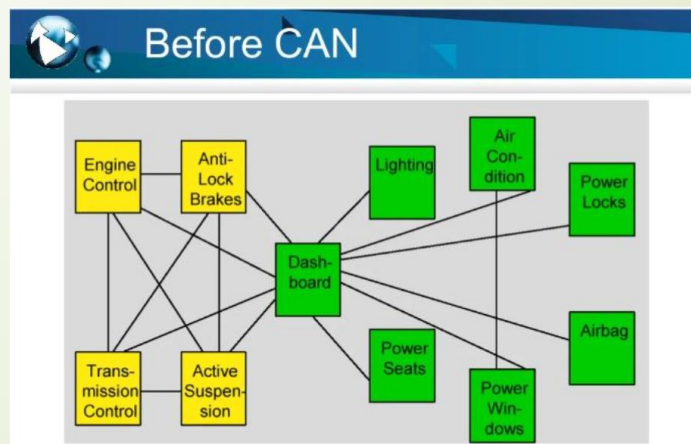 Before CAN
Engine
Control
Anti-
Lock
Brakes
Lighting
Air
Con-
dition
Power
Locks
Dash-
board
Trans-
mission
Control
Active
Suspen-
sion
Power
Seats
Power
Win-
dows
Airbag